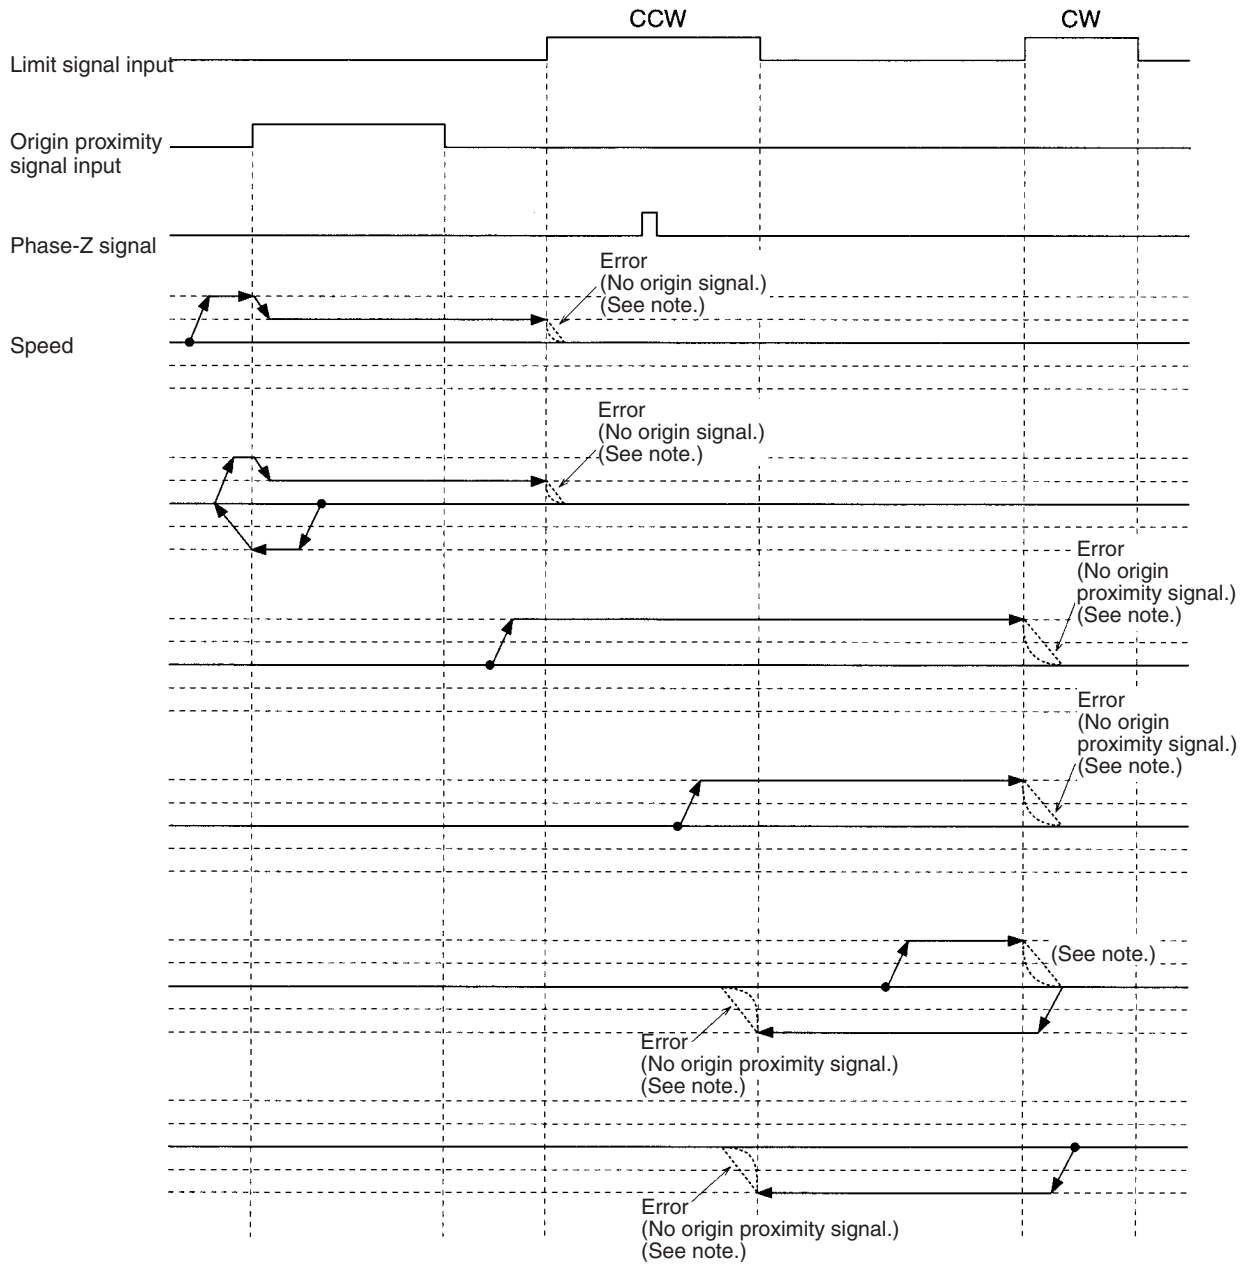 CCW
CW
Limit signal input
Origin proximity
signal input
Phase-Z signal
Error
(No origin signal.)
(See note.)
Speed
Error
(No origin signal.)
(See note.)
Error
(No origin
proximity signal.)
(See note.)
Error
(No origin
proximity signal.)
(See note.)
(See note.)
Error
(No origin proximity signal.)
(See note.)
Error
(No origin proximity signal.)
(See note.)